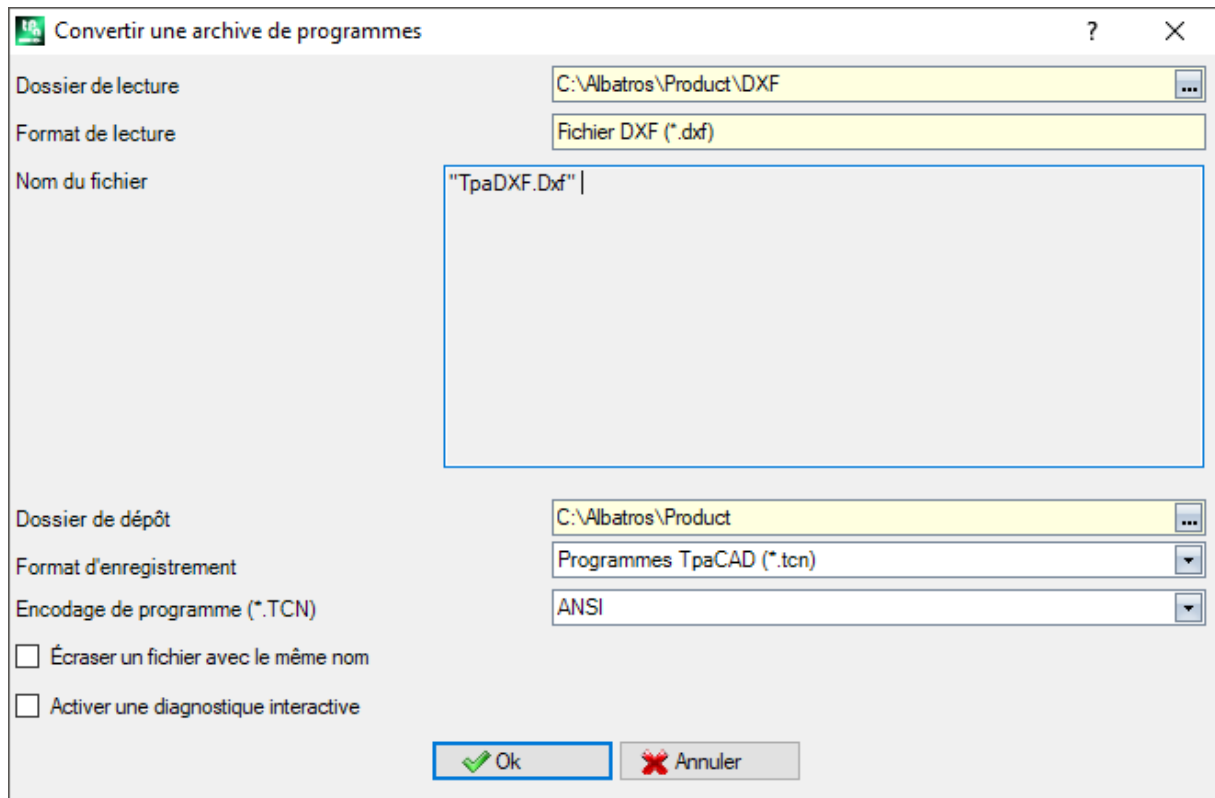 Convertir une archive de programmes ?
Dossier de lecture C:\Albatros\Product\DXF ...
Format de lecture Fichier DXF (*.dxf)
Nom du fichier "TpaDXF.Dxf"
Dossier de dépôt C:\Albatros\Product ...
Format d'enregistrement Programmes TpaCAD (*.tcn)
Encodage de programme (*.TCN) ANSI
Écraser un fichier avec le même nom
Activer une diagnostique interactive
Ok Annuler